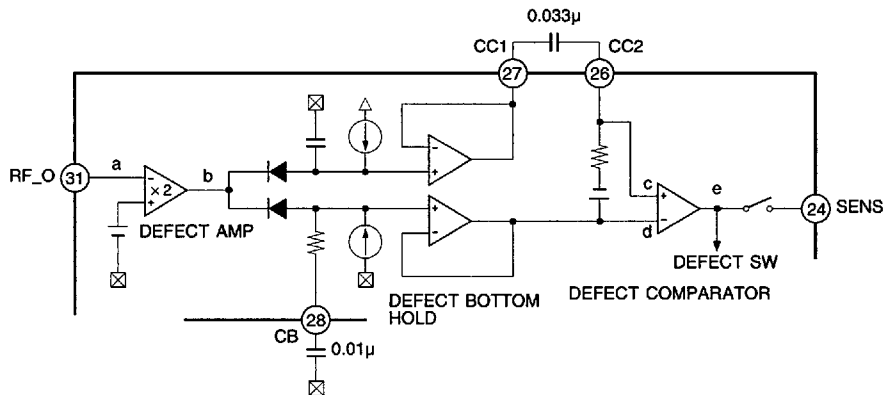 0.033μ
CC1
CC2
27
26
RF_O
31
a
b
×2
DEFECT AMP
c
d
e
24
SENS
DEFECT SW
DEFECT BOTTOM
HOLD
DEFECT COMPARATOR
CB
28
0.01μ